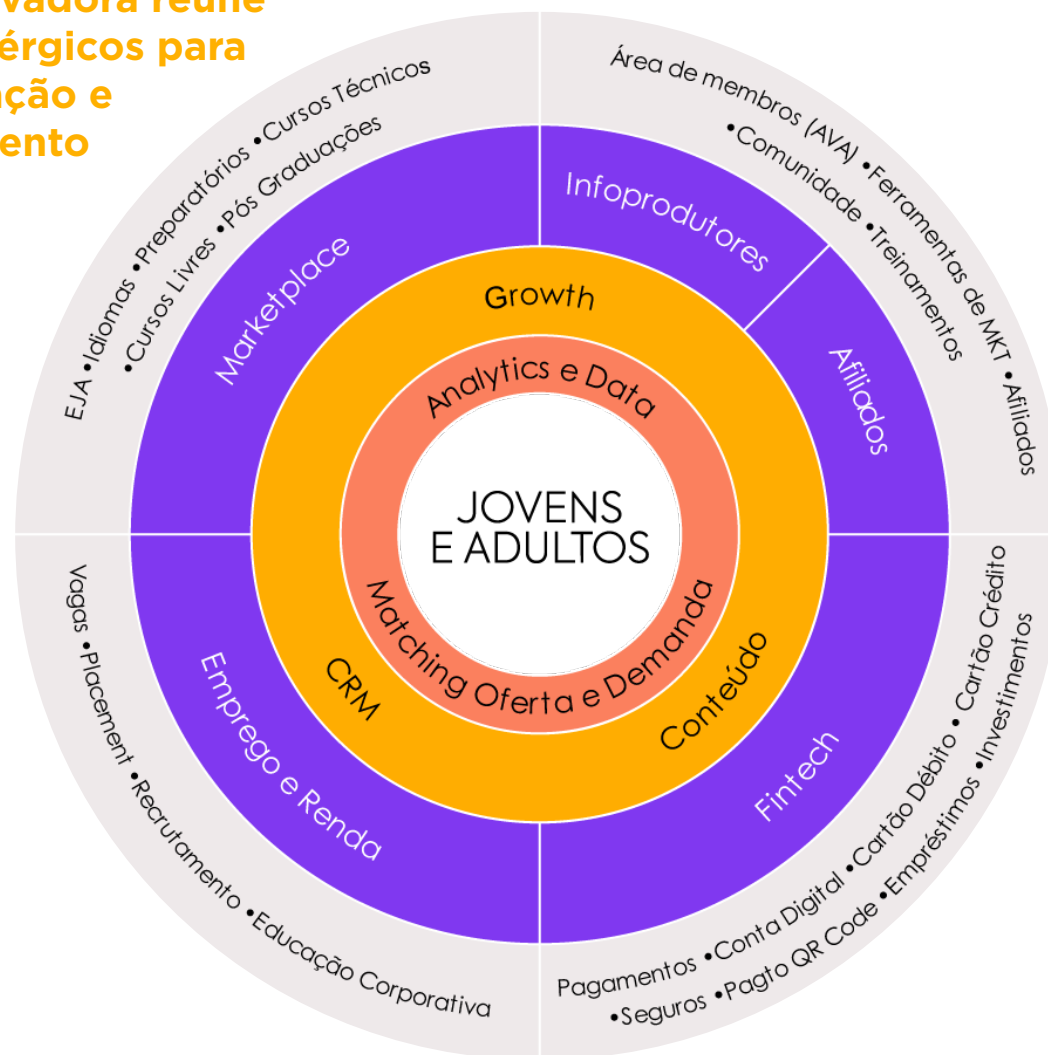 vadora reúne
érgicos para
ção e
ento
EJA •Idiomas •Preparatórios •Cursos Técnicos
•Cursos Livres •Pós Graduações
Área de membros (AVA) •Ferramentas de MKT •Afiliados
•Comunidade •Treinamentos
Marketplace
Infoprodutores
Afiliados
Growth
Analytics e Data
JOVENS
E ADULTOS
Matching Oferta e Demanda
CRM
Conteúdo
Emprego e Renda
Fintech
Vagas •Placement •Recrutamento •Educação Corporativa
Pagamentos •Conta Digital •Cartão Débito • Cartão Crédito
•Seguros •Pagto QR Code •Empréstimos •Investimentos